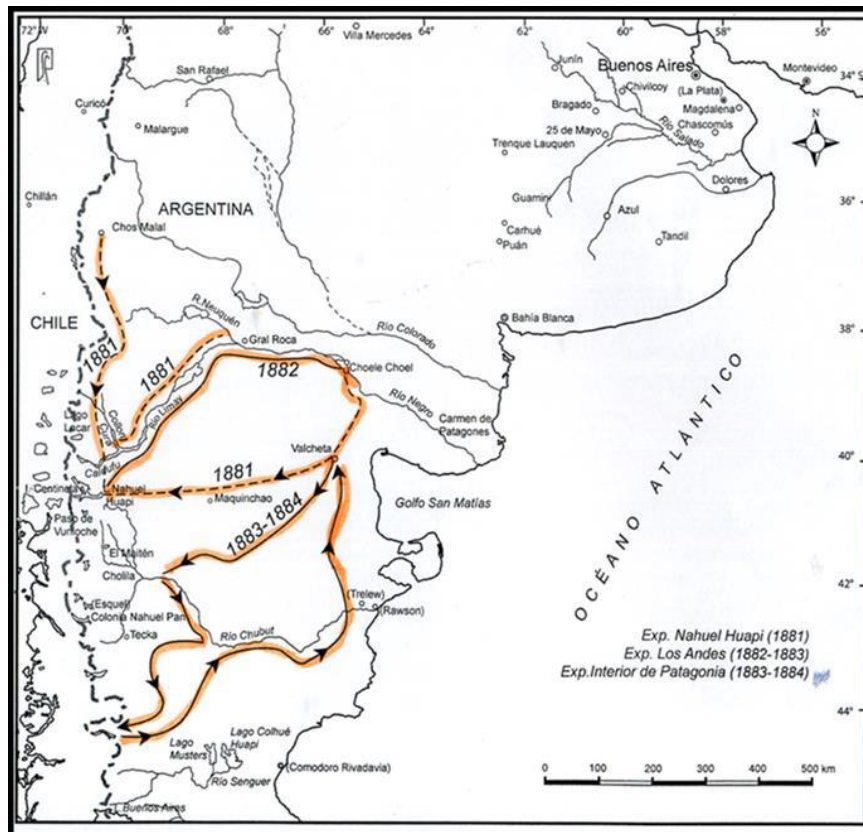 72° W
70°
68°
66°
64°
62°
60°
58°
56°
Villa Mercedes
Junín
San Rafael
Buenos Aires
Montevideo
34° S
Curicó
Chivilcoy
(La Plata)
Bragado
Magdalena
Malargue
Río Salado
Chascomús
25 de Mayo
N
Trenque Lauquen
Chillán
Guamini
Dolores
36°
ARGENTINA
Azul
Chos Malal
Carhué
Puán
Tandil
CHILE
R. Neuquén
Río Colorado
Bahía Blanca
38°
Gral Roca
1881
1881
1882
Choele Choel
Río Limay
Río Negro
Lago
Lacar
Collon
Cura
Carmen de
Patagones
Valcheta
40°
Caleufu
1881
Nahuel
Huapi
Maquinchao
Golfo San Matías
Paso de
Vuriloche
1883-1884
OCÉANO ATLÁNTICO
El Maitén
Cholila
42°
(Esquel)
Colonia Nahuel Pan
(Trelew)
(Rawson)
Tecka
Río Chubut
Exp. Nahuel Huapi (1881)
Exp. Los Andes (1882-1883)
Exp.Interior de Patagonia (1883-1884)
44°
Lago
Musters
Lago Colhué
Huapi
(Comodoro Rivadavia)
Río Senguer
L. Buenos Aires
0 100 200 300 400 500 km